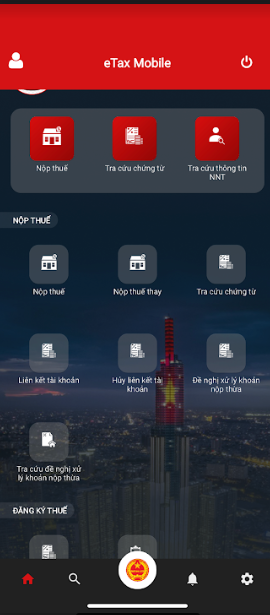 eTax Mobile
Nộp thuế
Tra cứu chứng từ
Tra cứu thông tin
NNT
NỘP THUẾ
Nộp thuế
Nộp thuế thay
Tra cứu chứng từ
Liên kết tài khoản
Hủy liên kết tài
khoản
Đề nghị xử lý khoản
nộp thừa
Tra cứu đề nghị xử
lý khoản nộp thừa
ĐĂNG KÝ THUẾ